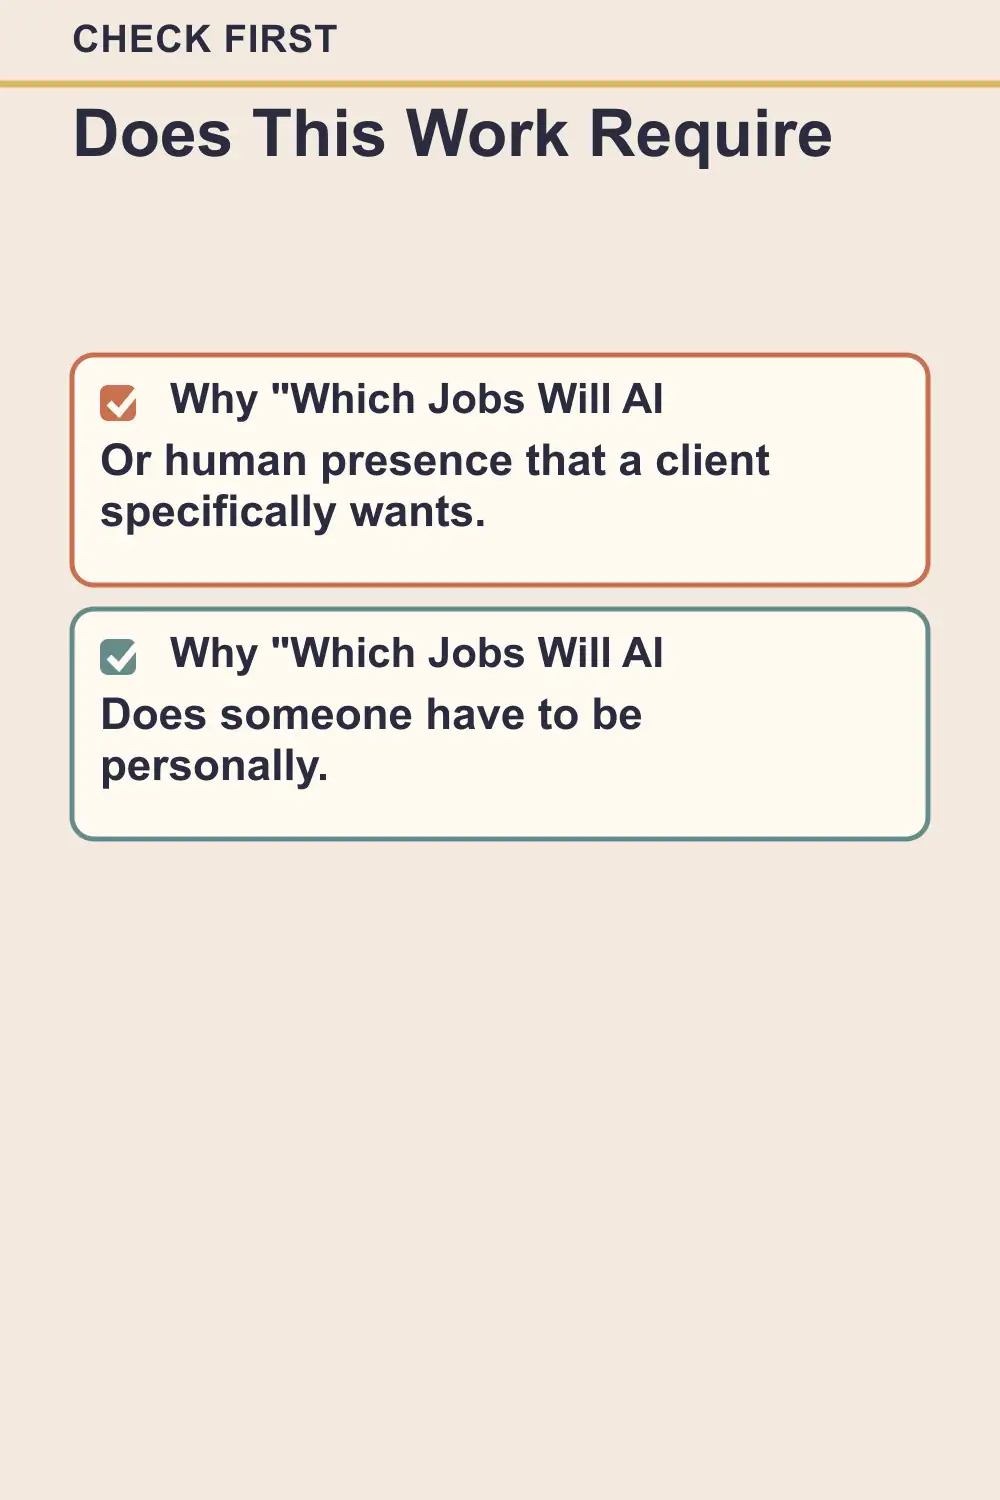 CHECK FIRST
Does This Work Require
Why "Which Jobs Will AI
Or human presence that a client
specifically wants.
Why "Which Jobs Will AI
Does someone have to be
personally.